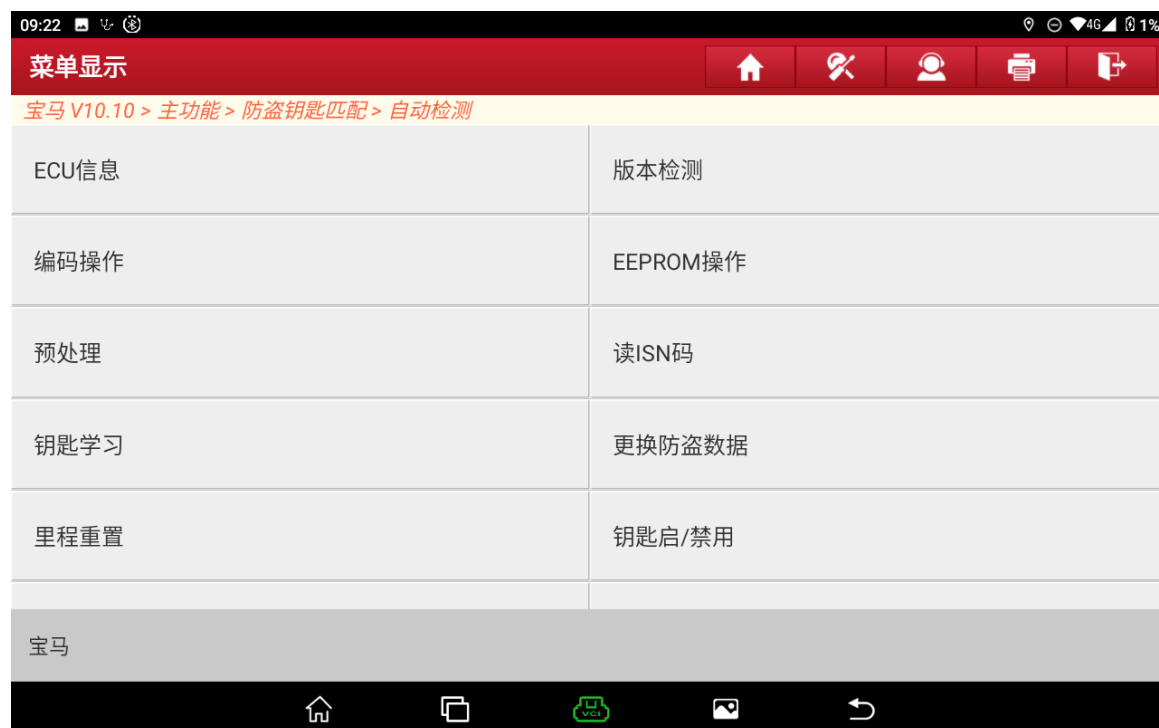 09:22 4G 1%
菜单显示
宝马 V10.10 > 主功能 > 防盗钥匙匹配 > 自动检测
ECU信息 版本检测
编码操作 EEPROM操作
预处理 读ISN码
钥匙学习 更换防盗数据
里程重置 钥匙启/禁用
宝马
VCI